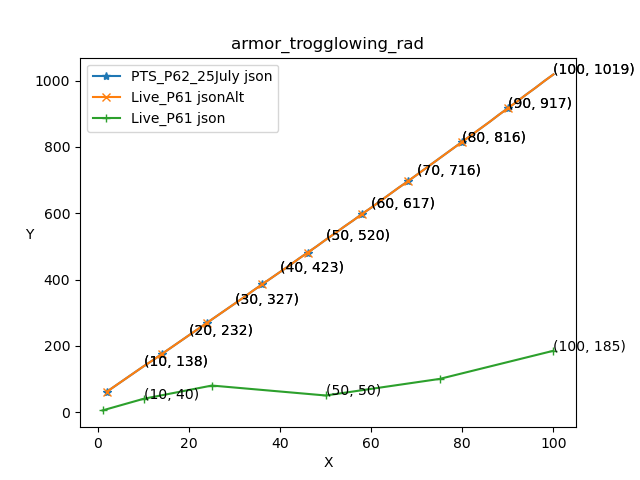 armor_trogglowing_rad
PTS_P62_25July json
Live_P61 jsonAlt
Live_P61 json
(100, 1019)
(90, 917)
(80, 816)
(70, 716)
(60, 617)
(50, 520)
(40, 423)
(30, 327)
(20, 232)
(10, 138)
(100, 185)
(50, 50)
(10, 40)
Y
1000
800
600
400
200
0
0 20 40 60 80 100
X